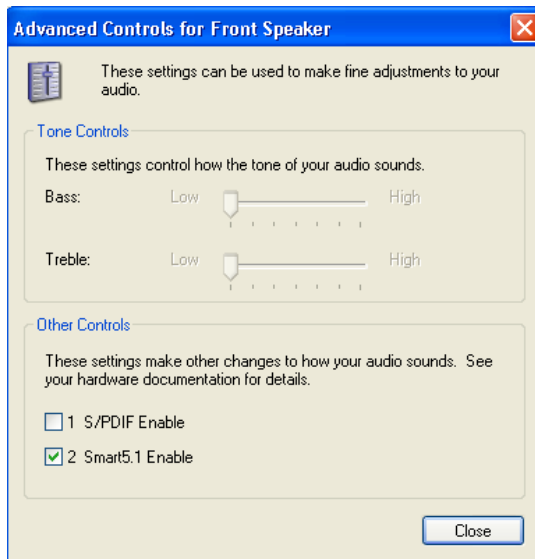 Advanced Controls for Front Speaker
These settings can be used to make fine adjustments to your
audio.
Tone Controls
These settings control how the tone of your audio sounds.
Bass: Low High
Treble: Low High
Other Controls
These settings make other changes to how your audio sounds. See
your hardware documentation for details.
1 S/PDIF Enable
2 Smart5.1 Enable
Close